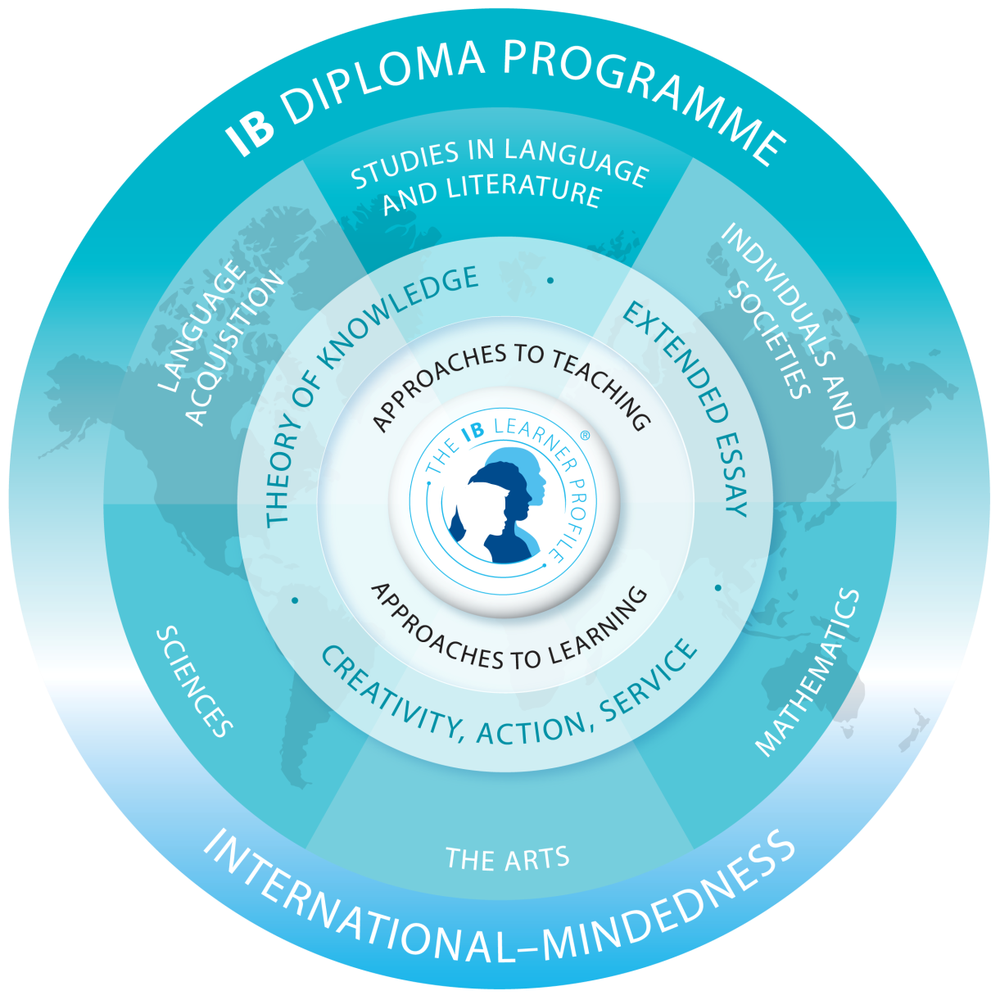 IB DIPLOMA PROGRAMME
STUDIES IN LANGUAGE
AND LITERATURE
LANGUAGE
ACQUISITION
INDIVIDUALS AND
SOCIETIES
THEORY OF KNOWLEDGE
EXTENDED ESSAY
APPROACHES TO TEACHING
THE IB LEARNER PROFILE
®
APPROACHES TO LEARNING
CREATIVITY, ACTION, SERVICE
SCIENCES
MATHEMATICS
THE ARTS
INTERNATIONAL–MINDEDNESS